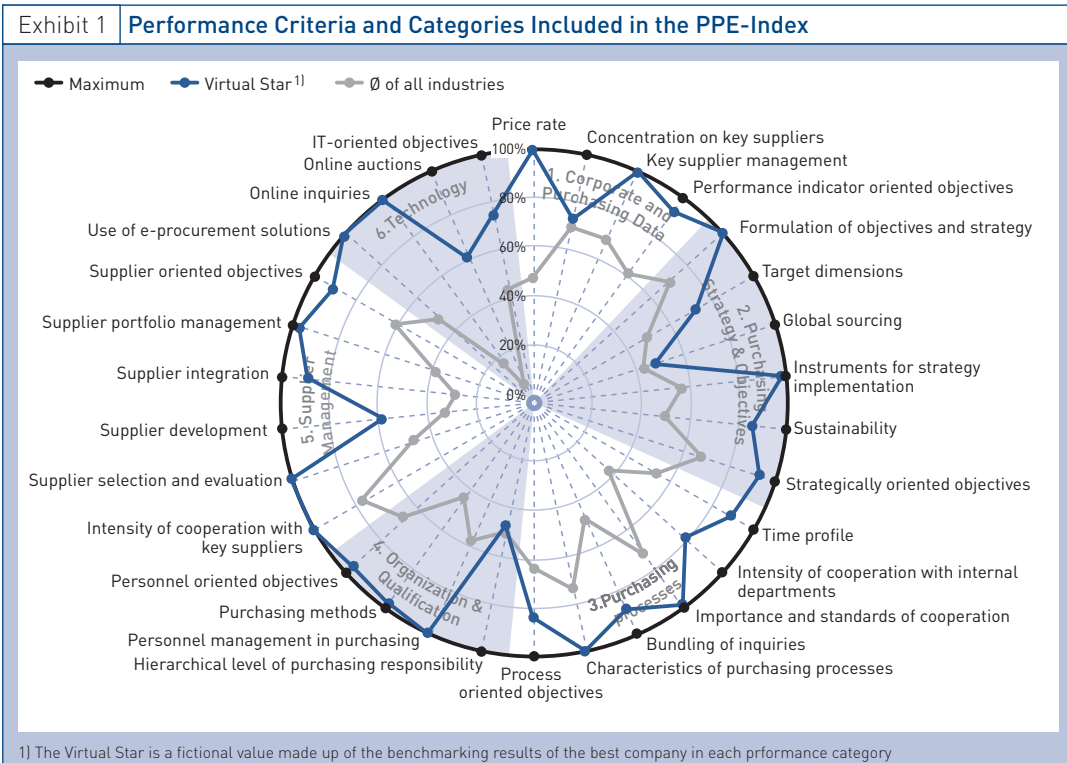 Exhibit 1 Performance Criteria and Categories Included in the PPE-Index
Maximum Virtual Star1) Ø of all industries
Price rate
Concentration on key suppliers
Key supplier management
Performance indicator oriented objectives
Formulation of objectives and strategy
Target dimensions
Global sourcing
Instruments for strategy
implementation
Sustainability
Strategically oriented objectives
Time profile
Intensity of cooperation with internal
departments
Importance and standards of cooperation
Bundling of inquiries
Characteristics of purchasing processes
Process
oriented objectives
Hierarchical level of purchasing responsibility
Personnel management in purchasing
Purchasing methods
Personnel oriented objectives
Intensity of cooperation with
key suppliers
Supplier selection and evaluation
Supplier development
Supplier integration
Supplier portfolio management
Supplier oriented objectives
Use of e-procurement solutions
Online inquiries
Online auctions
IT-oriented objectives
100%
80%
60%
40%
20%
0%
1. Corporate and
Purchasing Data
2. Purchasing
Strategy & Objectives
3.Purchasing
processes
4. Organization &
Qualification
5. Supplier
Management
6.Technology
1) The Virtual Star is a fictional value made up of the benchmarking results of the best company in each prformance category